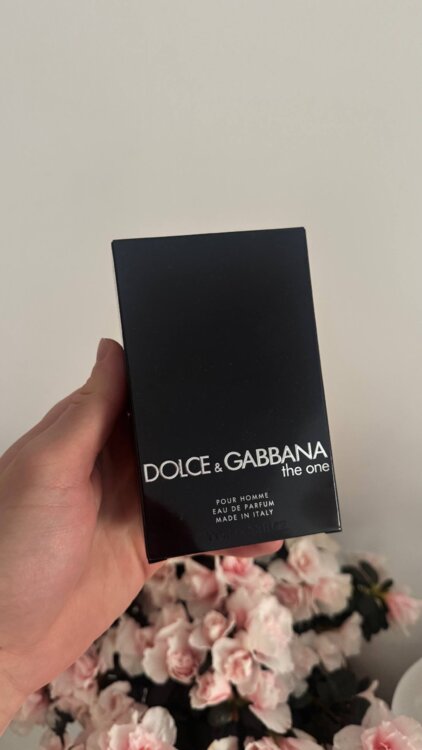 DOLCE & GABBANA
the one
POUR HOMME
EAU DE PARFUM
MADE IN ITALY